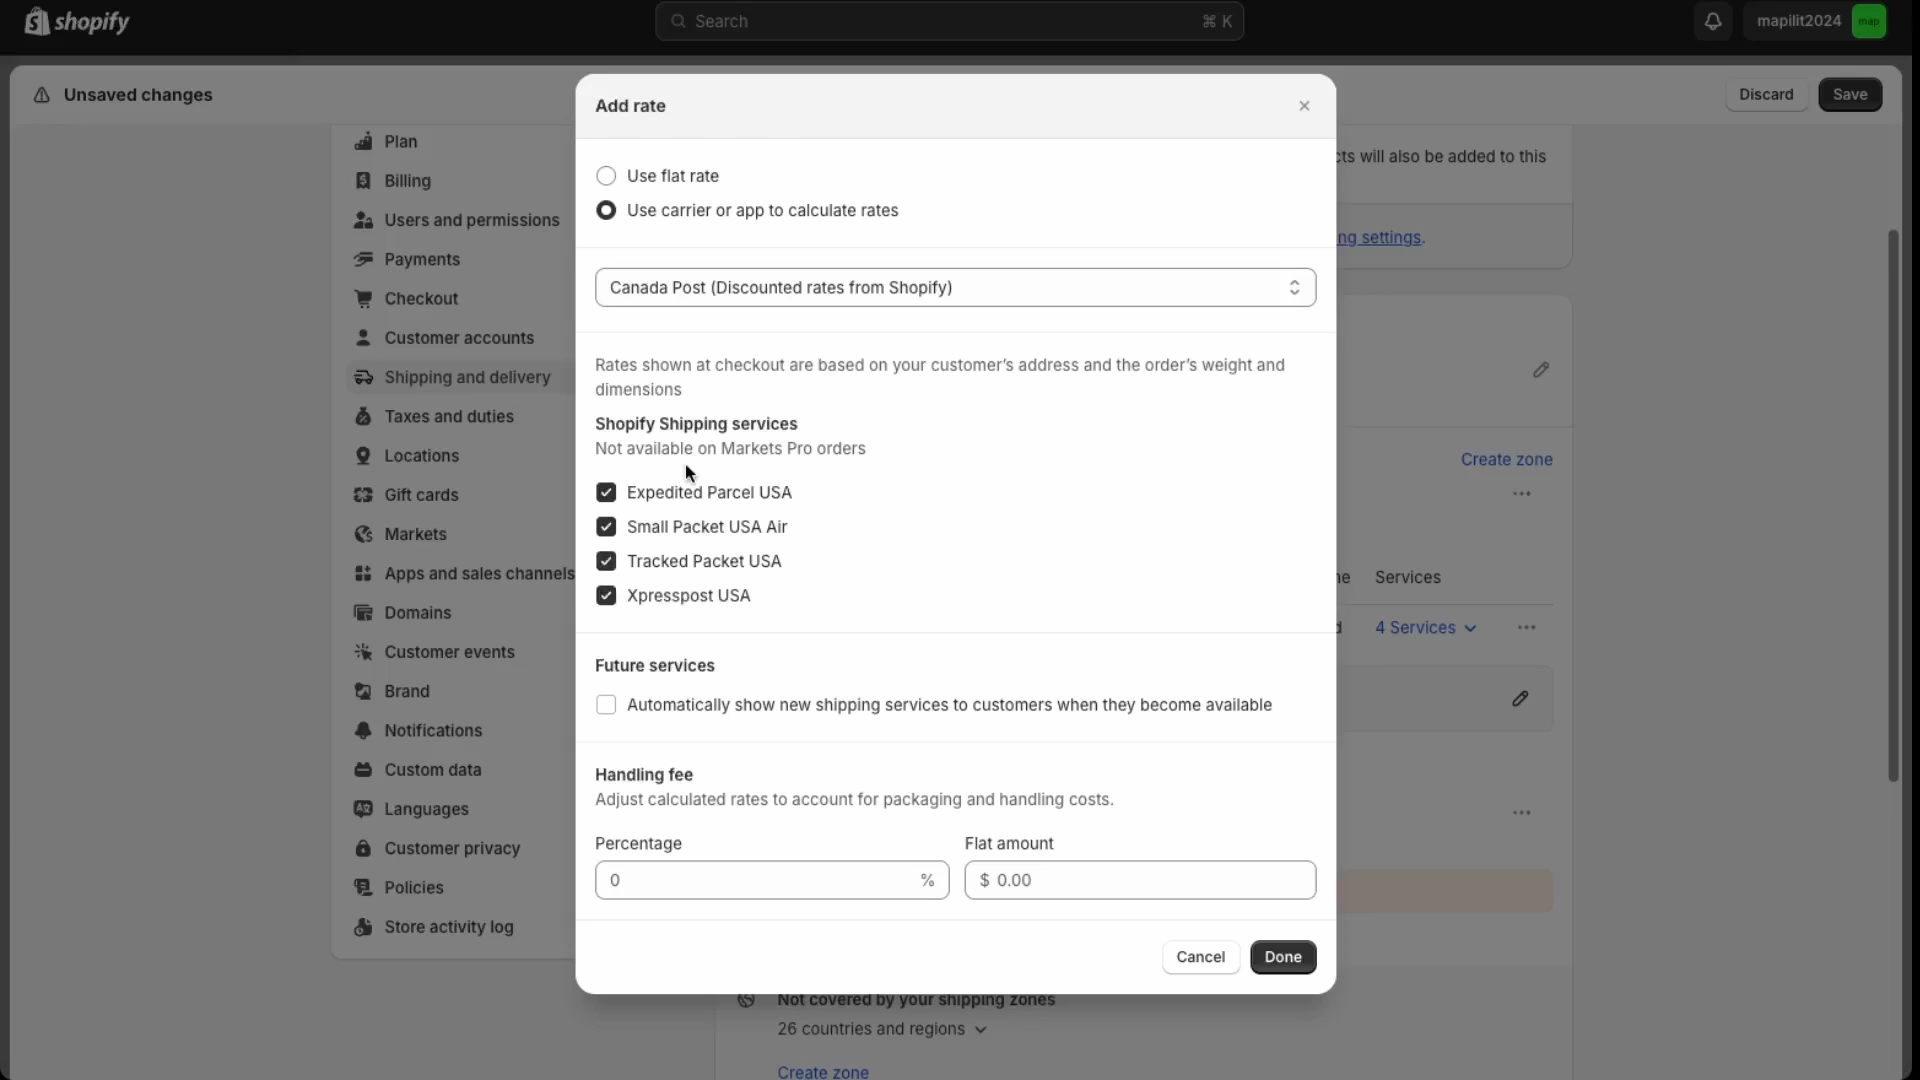 shopify
Search
⌘ K
mapilit2024
map
Unsaved changes
Discard
Save
Plan
Billing
Users and permissions
Payments
Checkout
Customer accounts
Shipping and delivery
Taxes and duties
Locations
Gift cards
Markets
Apps and sales channels
Domains
Customer events
Brand
Notifications
Custom data
Languages
Customer privacy
Policies
Store activity log
Add rate
Use flat rate
Use carrier or app to calculate rates
Canada Post (Discounted rates from Shopify)
Rates shown at checkout are based on your customer’s address and the order’s weight and
dimensions
Shopify Shipping services
Not available on Markets Pro orders
Expedited Parcel USA
Small Packet USA Air
Tracked Packet USA
Xpresspost USA
Future services
Automatically show new shipping services to customers when they become available
Handling fee
Adjust calculated rates to account for packaging and handling costs.
Percentage
Flat amount
0 %
$ 0.00
Cancel
Done
will also be added to this
settings.
Create zone
Services
4 Services
Not covered by your shipping zones
26 countries and regions
Create zone